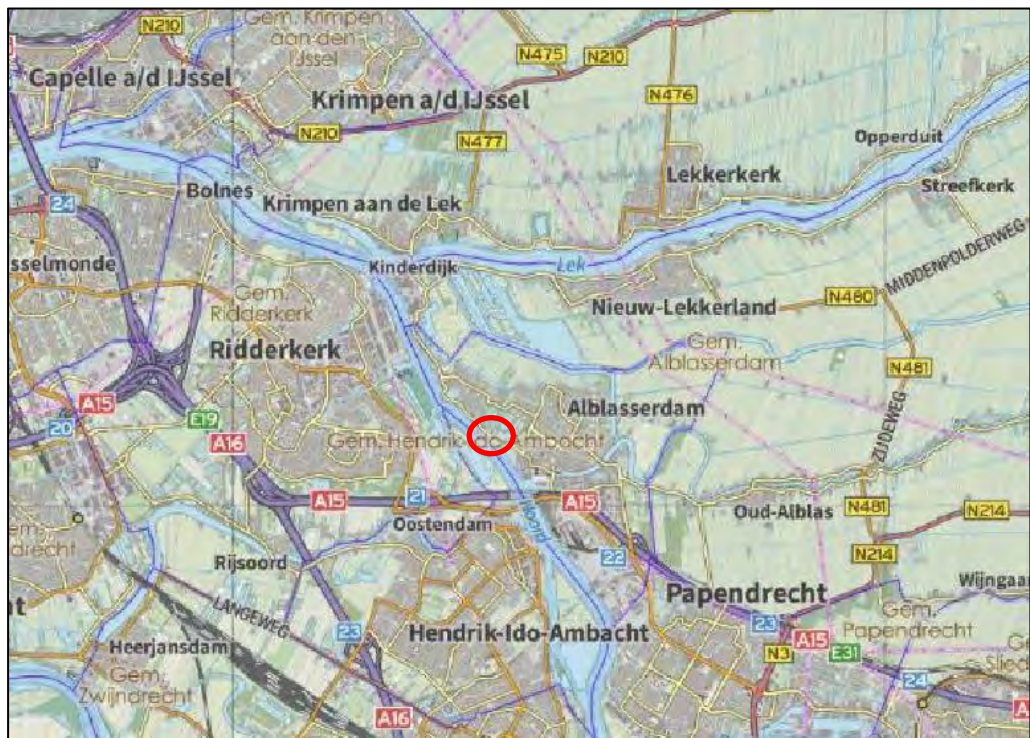 N210
Gem. Krimpen
aan den
IJssel
N475
N210
Capelle a/d IJssel
Krimpen a/d IJssel
N476
N210
N477
Opperduit
Lekkerkerk
Streefkerk
Bolnes
24
Krimpen aan de Lek
MIDDENPOLDERWEG
sselmonde
Kinderdijk
Lek
Gem.
Ridderkerk
Nieuw-Lekkerland
N480
Gem.
Alblasserdam
Ridderkerk
N481
A15
E19
Alblasserdam
ZIJDEWEG
20
A16
Gem. Hendrik-Ido-Ambacht
21
A15
A15
Oud-Alblas
N481
N214
Oostendam
Noord
22
N214
drecht
Rijsoord
Papendrecht
Wijngaar
LANGEWEG
Gem.
Papendrecht
23
Hendrik-Ido-Ambacht
23
A15
Heerjansdam
N3
E31
Gem.
Slied
Gem.
Zwijndrecht
24
A16
A